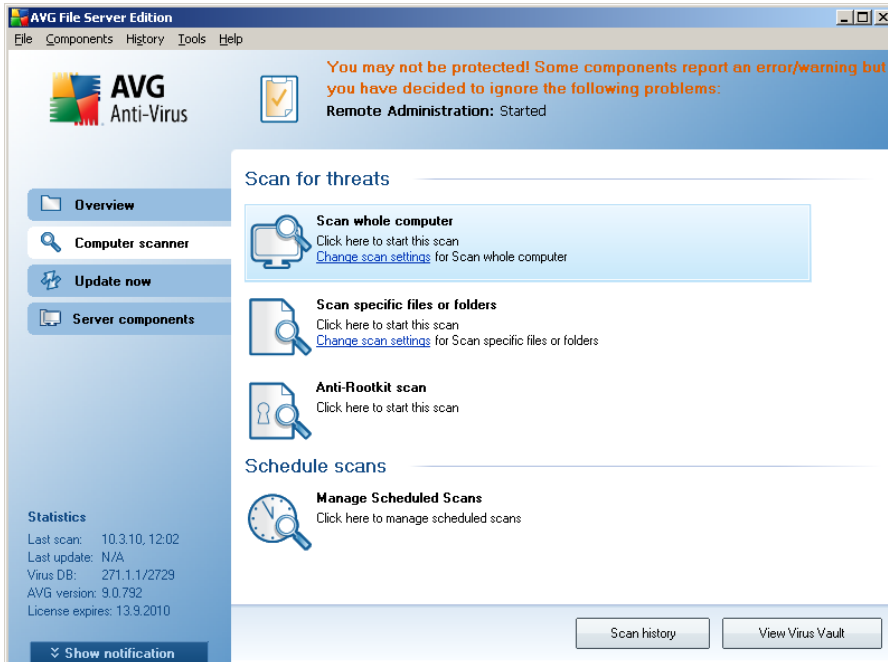 AVG File Server Edition
File Components History Tools Help
AVG
Anti-Virus
You may not be protected! Some components report an error/warning but
you have decided to ignore the following problems:
Remote Administration: Started
Overview
Computer scanner
Update now
Server components
Scan for threats
Scan whole computer
Click here to start this scan
Change scan settings for Scan whole computer
Scan specific files or folders
Click here to start this scan
Change scan settings for Scan specific files or folders
Anti-Rootkit scan
Click here to start this scan
Schedule scans
Manage Scheduled Scans
Click here to manage scheduled scans
Statistics
Last scan: 10.3.10, 12:02
Last update: N/A
Virus DB: 271.1.1/2729
AVG version: 9.0.792
License expires: 13.9.2010
Show notification
Scan history
View Virus Vault